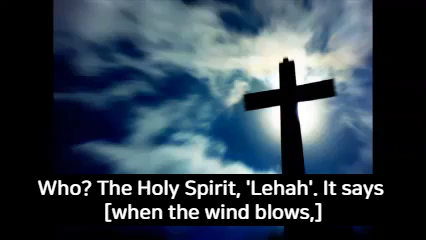 Who? The Holy Spirit, 'Lehah'. It says
[when the wind blows,]